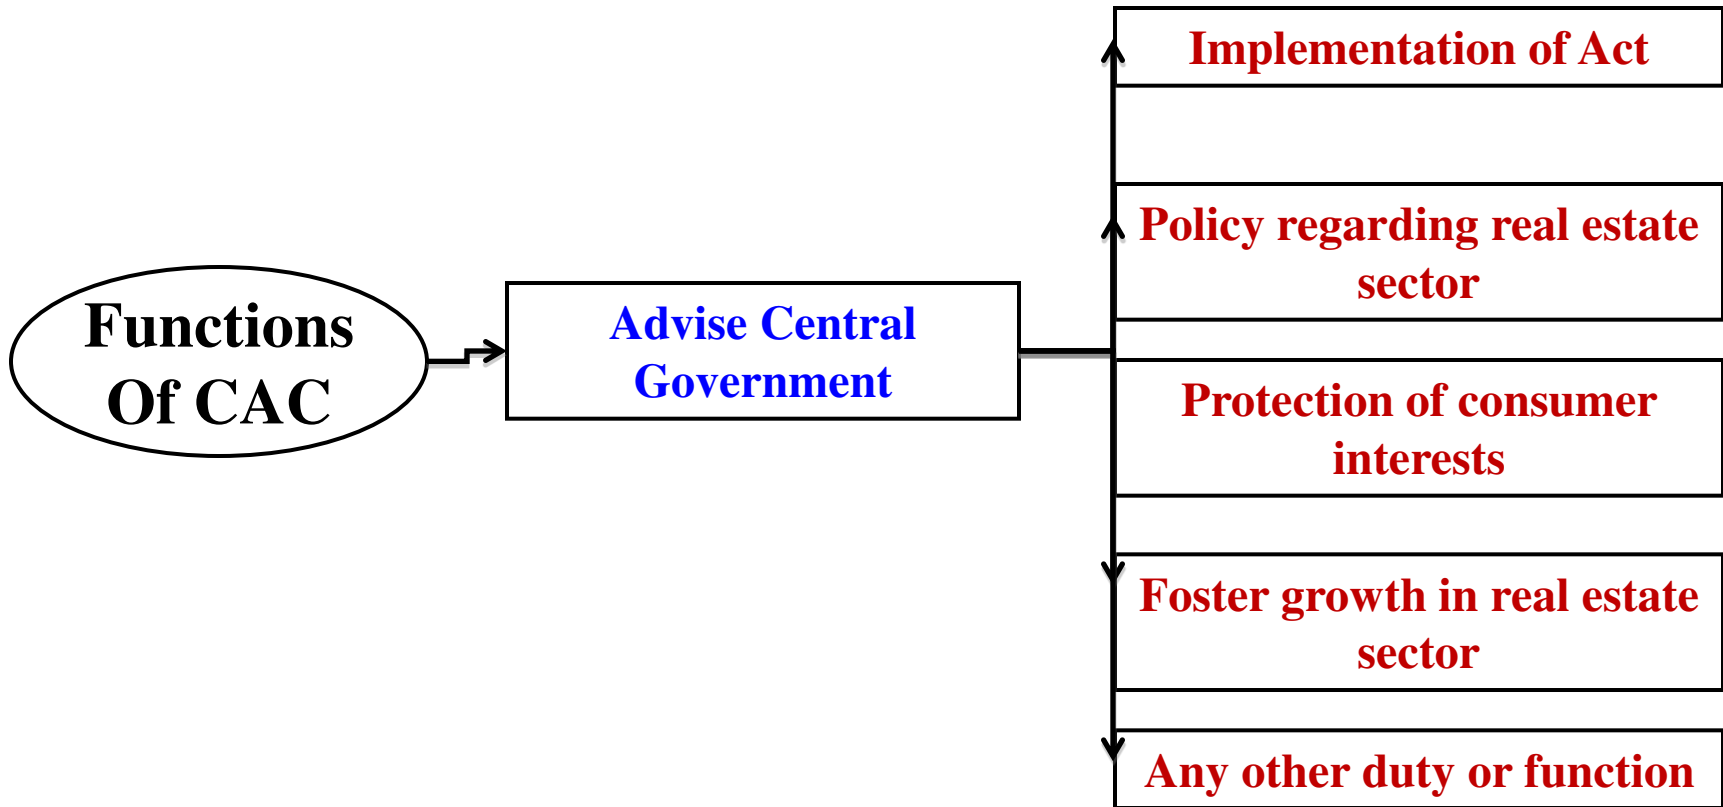 Functions
Of CAC
Advise Central
Government
Implementation of Act
Policy regarding real estate
sector
Protection of consumer
interests
Foster growth in real estate
sector
Any other duty or function